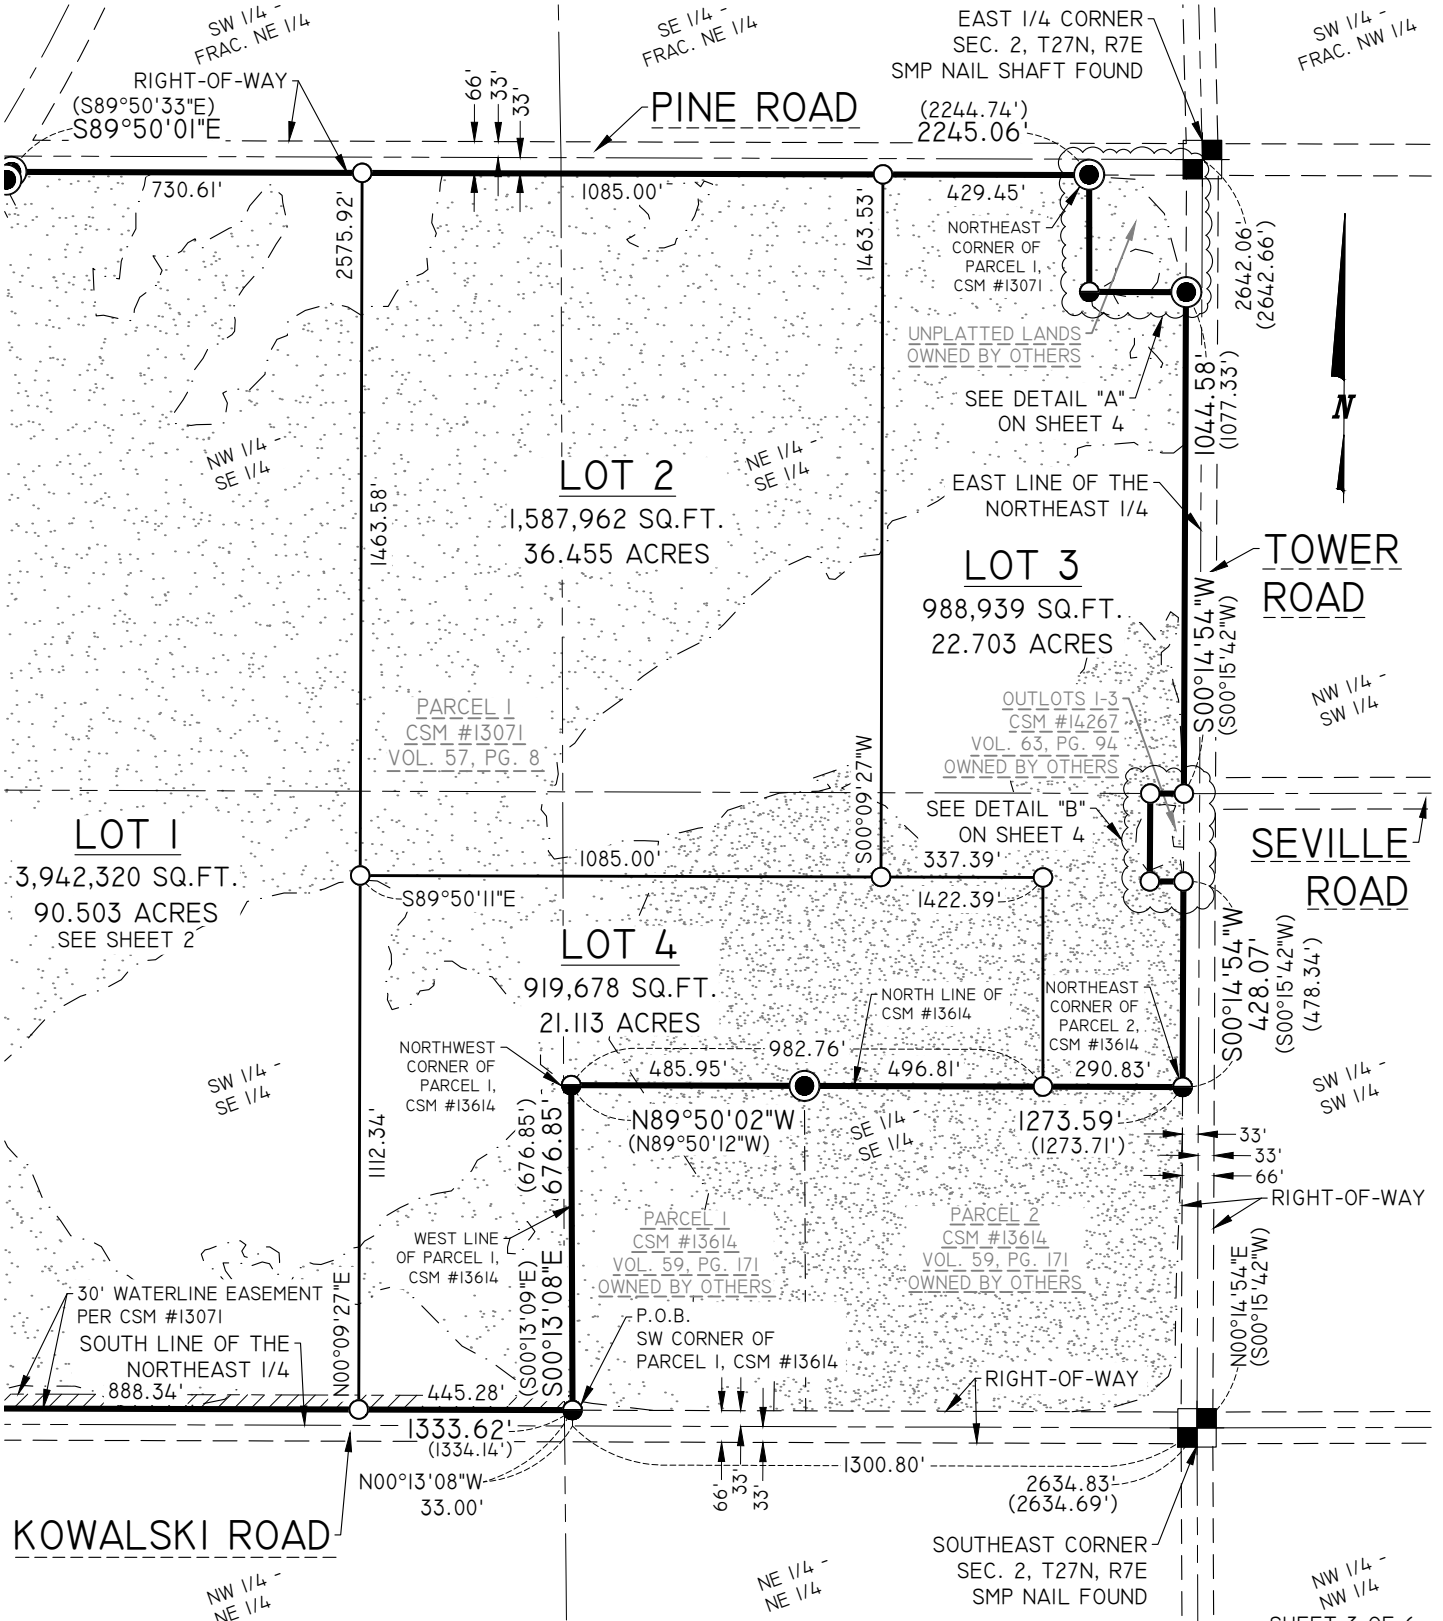 SW 1/4 -
FRAC. NE 1/4
SE 1/4 -
FRAC. NE 1/4
EAST 1/4 CORNER
SEC. 2, T27N, R7E
SMP NAIL SHAFT FOUND
SW 1/4 -
FRAC. NW 1/4
RIGHT-OF-WAY
(S89°50'33"E)
S89°50'01"E
66'
33'
33'
PINE ROAD
(2244.74')
2245.06'
730.61'
1085.00'
429.45'
2575.92'
1463.53'
NORTHEAST
CORNER OF
PARCEL 1,
CSM #13071
2642.06'
(2642.66')
UNPLATTED LANDS
OWNED BY OTHERS
SEE DETAIL "A"
ON SHEET 4
1044.58'
(1077.33')
N
NW 1/4 -
SE 1/4
NE 1/4 -
SE 1/4
LOT 2
1,587,962 SQ.FT.
36.455 ACRES
1463.58'
EAST LINE OF THE
NORTHEAST 1/4
TOWER
ROAD
LOT 3
988,939 SQ.FT.
22.703 ACRES
S00°14'54"W
(S00°15'42"W)
NW 1/4 -
SW 1/4
PARCEL 1
CSM #13071
VOL. 57, PG. 8
OUTLOTS 1-3
CSM #14267
VOL. 63, PG. 94
OWNED BY OTHERS
S00°09'27"W
SEE DETAIL "B"
ON SHEET 4
SEVILLE
ROAD
LOT 1
3,942,320 SQ.FT.
90.503 ACRES
SEE SHEET 2
1085.00'
337.39'
S89°50'11"E
1422.39'
LOT 4
919,678 SQ.FT.
21.113 ACRES
NORTH LINE OF
CSM #13614
NORTHEAST
CORNER OF
PARCEL 2,
CSM #13614
S00°14'54"W
428.07'
(S00°15'42"W)
(478.34')
NORTHWEST
CORNER OF
PARCEL 1,
CSM #13614
982.76'
485.95'
496.81'
290.83'
SW 1/4 -
SE 1/4
SW 1/4 -
SW 1/4
N89°50'02"W
(N89°50'12"W)
SE 1/4 -
SE 1/4
1273.59'
(1273.71')
33'
33'
66'
1112.34'
(676.85')
676.85'
RIGHT-OF-WAY
PARCEL 1
CSM #13614
VOL. 59, PG. 171
OWNED BY OTHERS
PARCEL 2
CSM #13614
VOL. 59, PG. 171
OWNED BY OTHERS
WEST LINE
OF PARCEL 1,
CSM #13614
(S00°13'09"E)
S00°13'08"E
N00°14'54"E
(S00°15'42"W)
30' WATERLINE EASEMENT
PER CSM #13071
N00°09'27"E
P.O.B.
SW CORNER OF
PARCEL 1, CSM #13614
SOUTH LINE OF THE
NORTHEAST 1/4
RIGHT-OF-WAY
888.34'
445.28'
1333.62'
(1334.14')
N00°13'08"W
33.00'
66'
33'
33'
1300.80'
2634.83'
(2634.69')
KOWALSKI ROAD
SOUTHEAST CORNER
SEC. 2, T27N, R7E
SMP NAIL FOUND
NW 1/4 -
NE 1/4
NE 1/4 -
NE 1/4
NW 1/4 -
NW 1/4